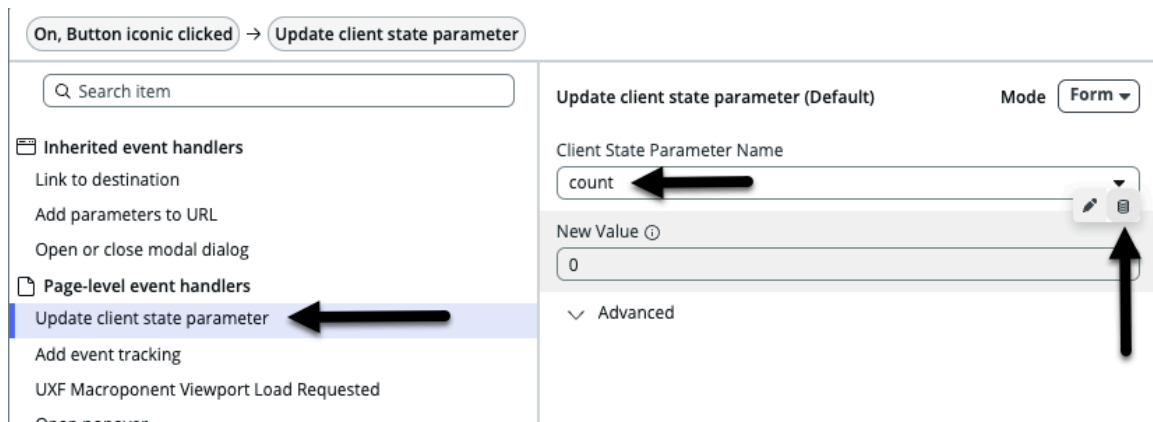 On, Button iconic clicked → Update client state parameter
Search item
Inherited event handlers
Link to destination
Add parameters to URL
Open or close modal dialog
Page-level event handlers
Update client state parameter
Add event tracking
UXF Macroponent Viewport Load Requested
Update client state parameter (Default)
Mode Form
Client State Parameter Name
count
New Value
0
Advanced